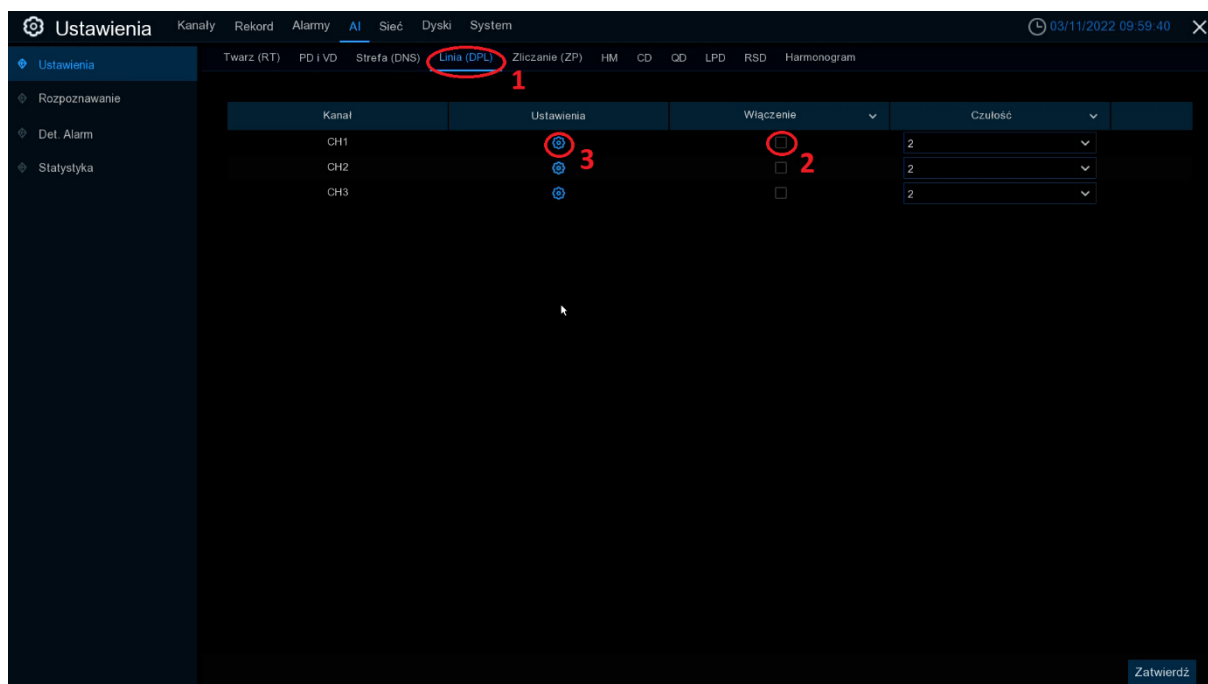 Ustawienia Kanały Rekord Alarmy AI Sieć Dyski System 03/11/2022 09:59:40
Ustawienia Twarz (RT) PD i VD Strefa (DNS) Linia (DPL) Zliczanie (ZP) HM CD QD LPD RSD Harmonogram
1
Rozpoznawanie
Kanał Ustawienia Włączenie Czułość
Det. Alarm
CH1 3 2 2
Statystyka
CH2 2
CH3 2
Zatwierdź